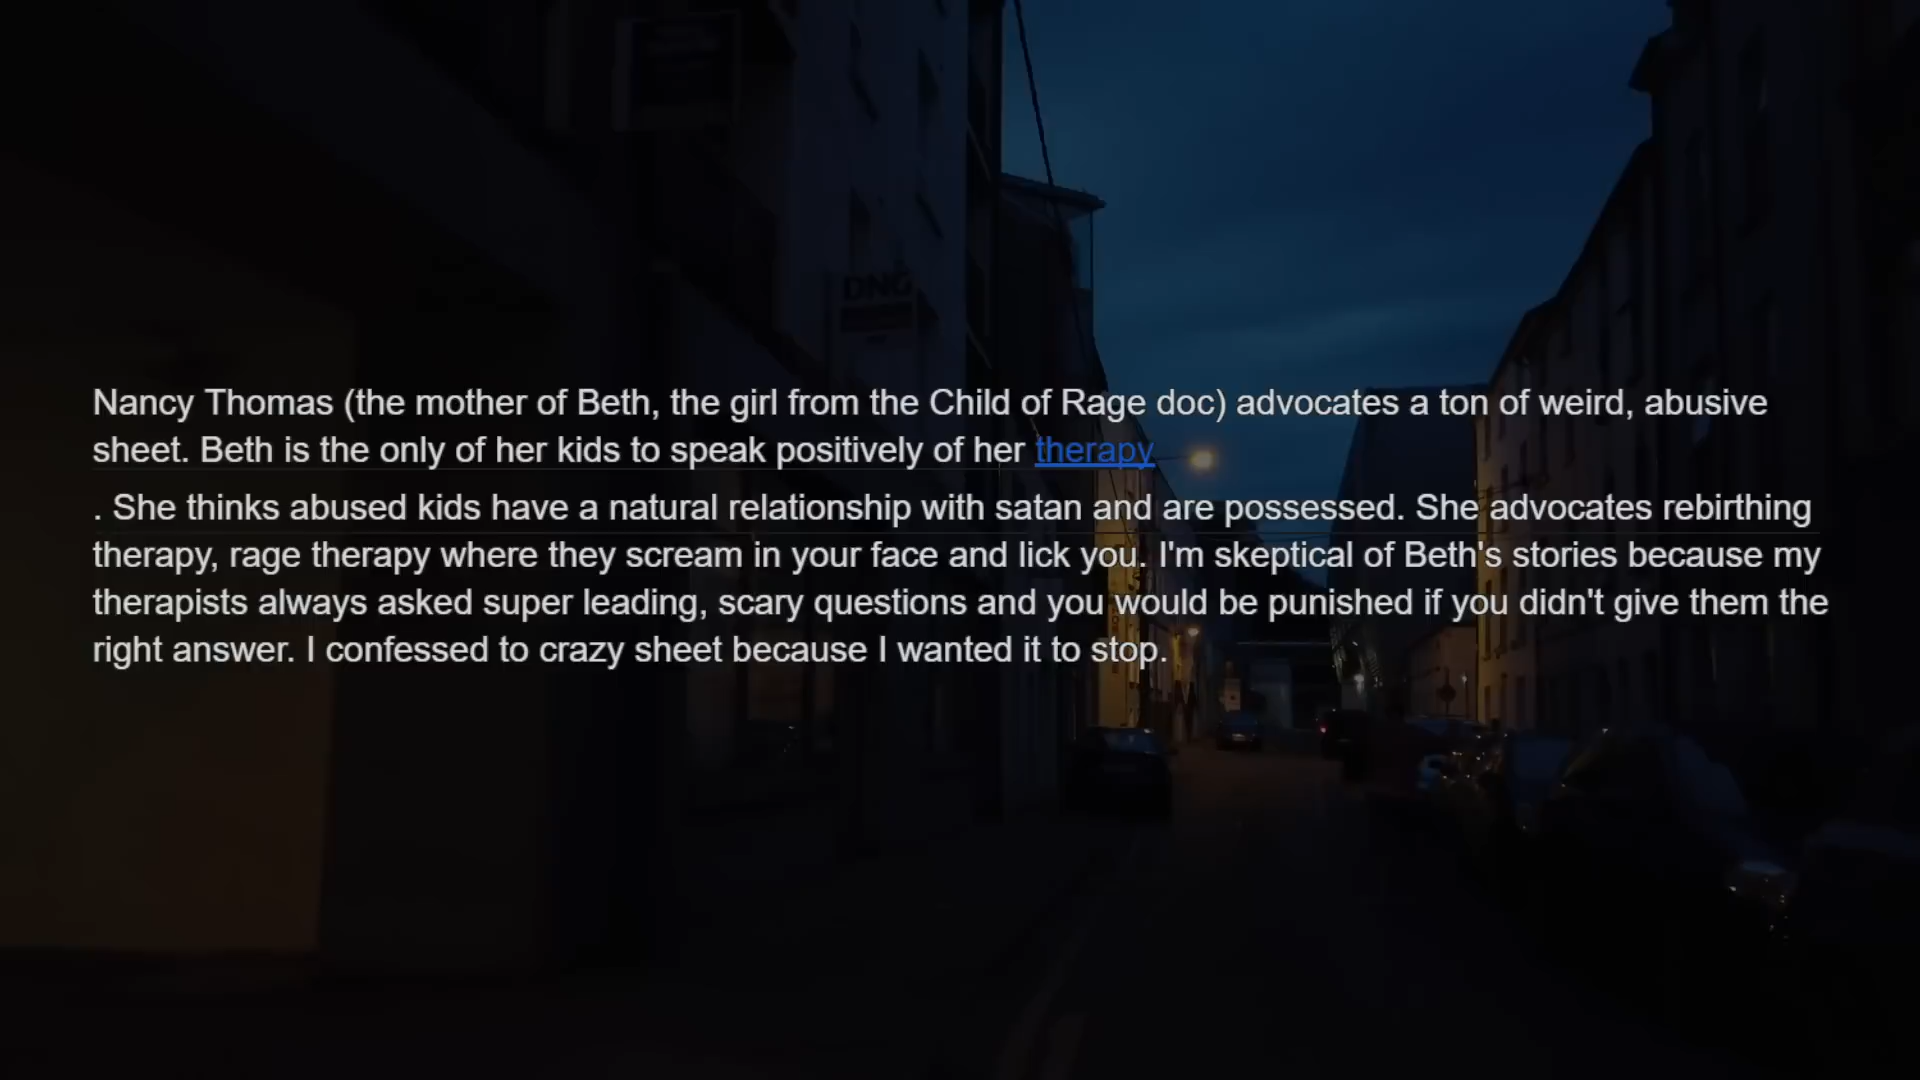 DNG
Nancy Thomas (the mother of Beth, the girl from the Child of Rage doc) advocates a ton of weird, abusive
sheet. Beth is the only of her kids to speak positively of her therapy
. She thinks abused kids have a natural relationship with satan and are possessed. She advocates rebirthing
therapy, rage therapy where they scream in your face and lick you. I'm skeptical of Beth's stories because my
therapists always asked super leading, scary questions and you would be punished if you didn't give them the
right answer. I confessed to crazy sheet because I wanted it to stop.